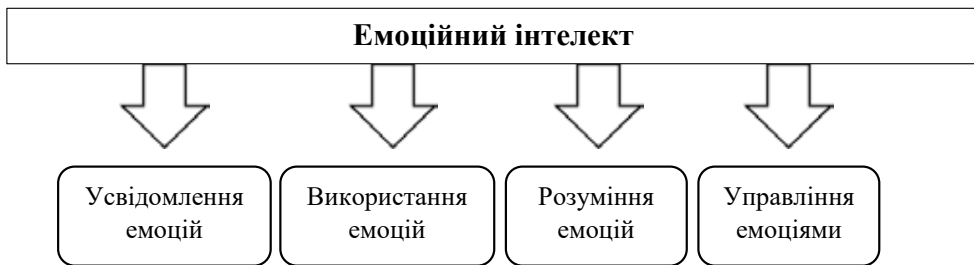 Емоційний інтелект
Усвідомлення
емоцій
Використання
емоцій
Розуміння
емоцій
Управління
емоціями